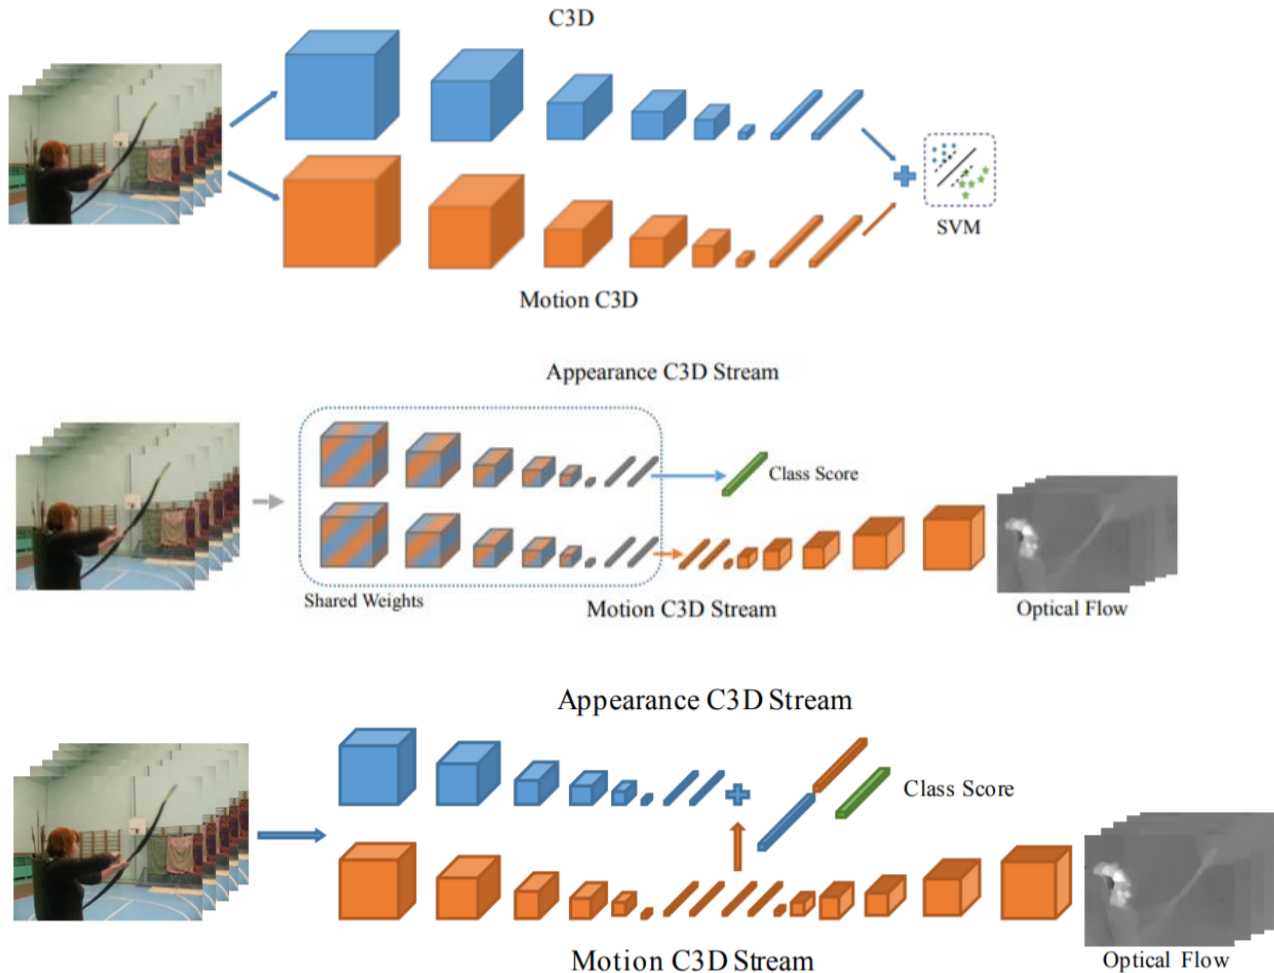 C3D
SVM
Motion C3D
Appearance C3D Stream
Class Score
Shared Weights
Motion C3D Stream
Optical Flow
Appearance C3D Stream
Class Score
Motion C3D Stream
Optical Flow